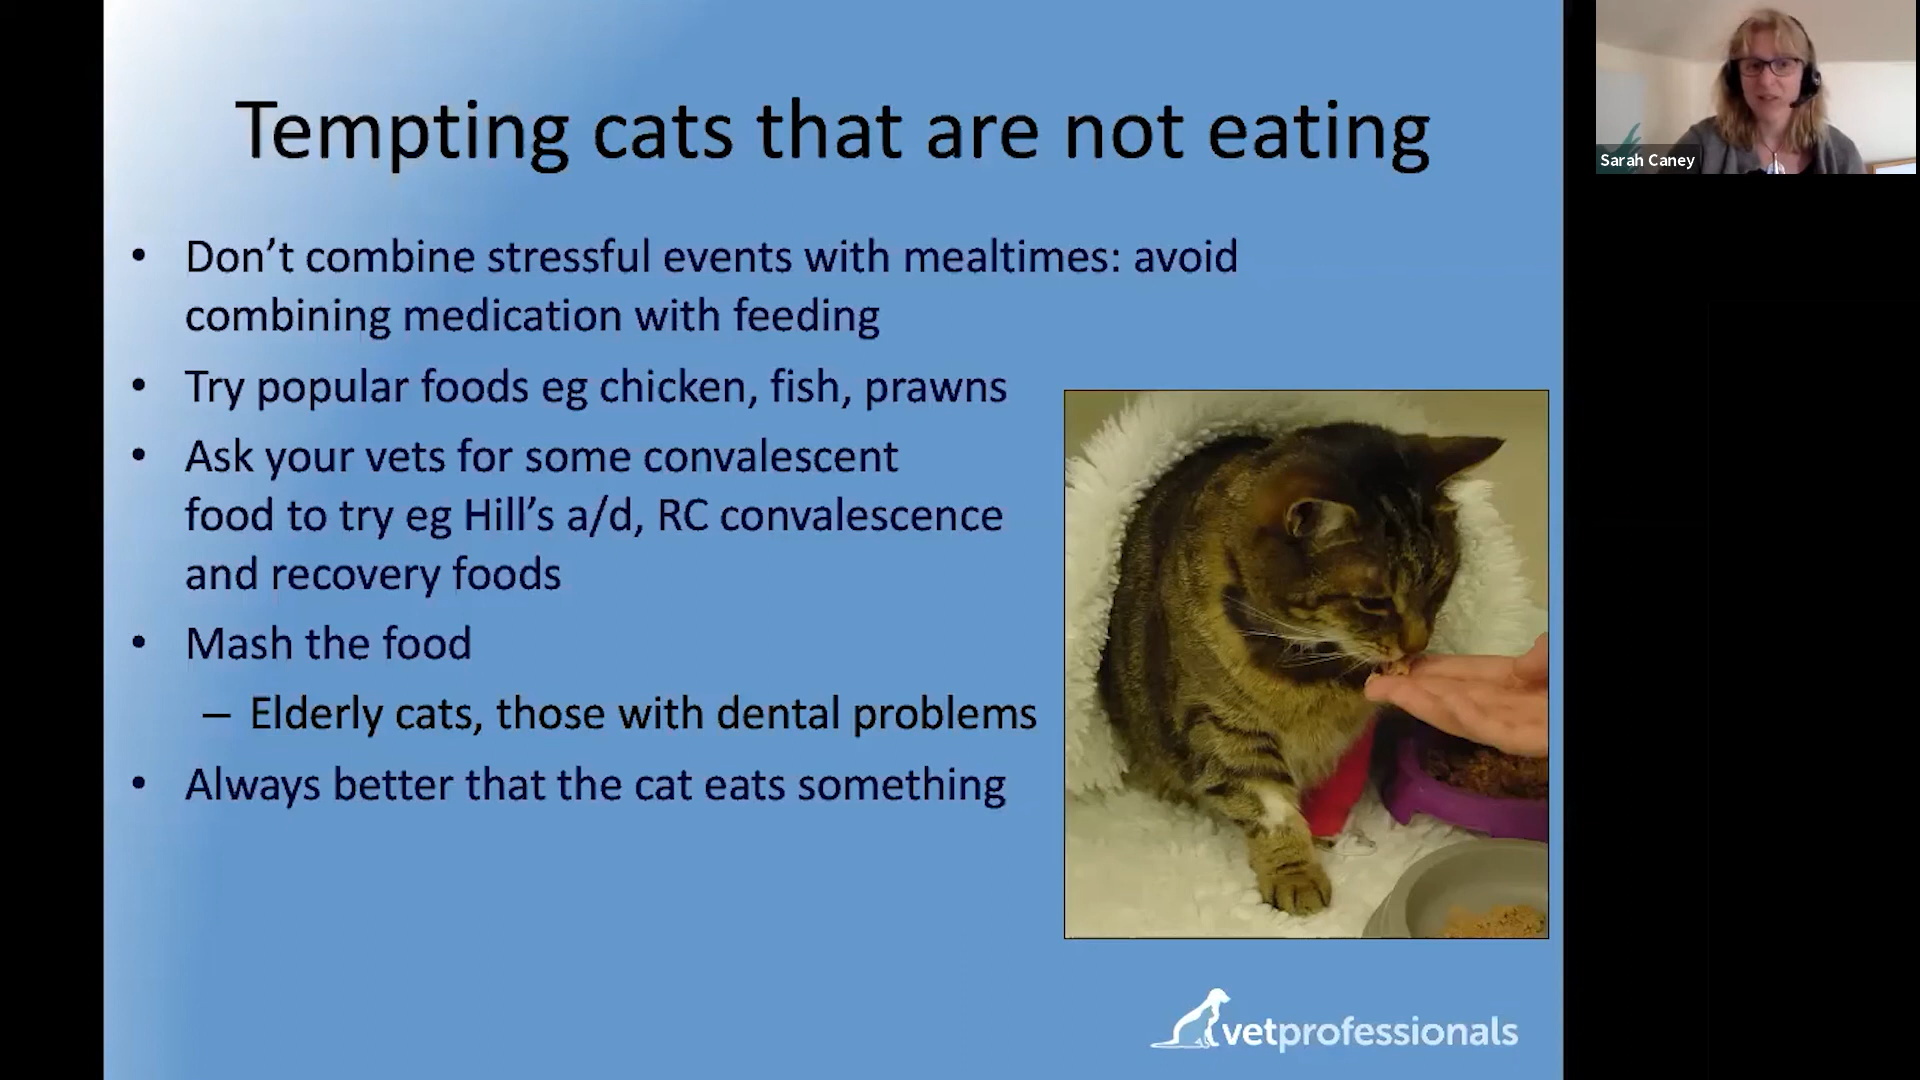 Tempting cats that are not eating
• Don't combine stressful events with mealtimes: avoid
combining medication with feeding
• Try popular foods eg chicken, fish, prawns
• Ask your vets for some convalescent
food to try eg Hill's a/d, RC convalescence
and recovery foods
• Mash the food
– Elderly cats, those with dental problems
• Always better that the cat eats something
vetprofessionals
Sarah Caney